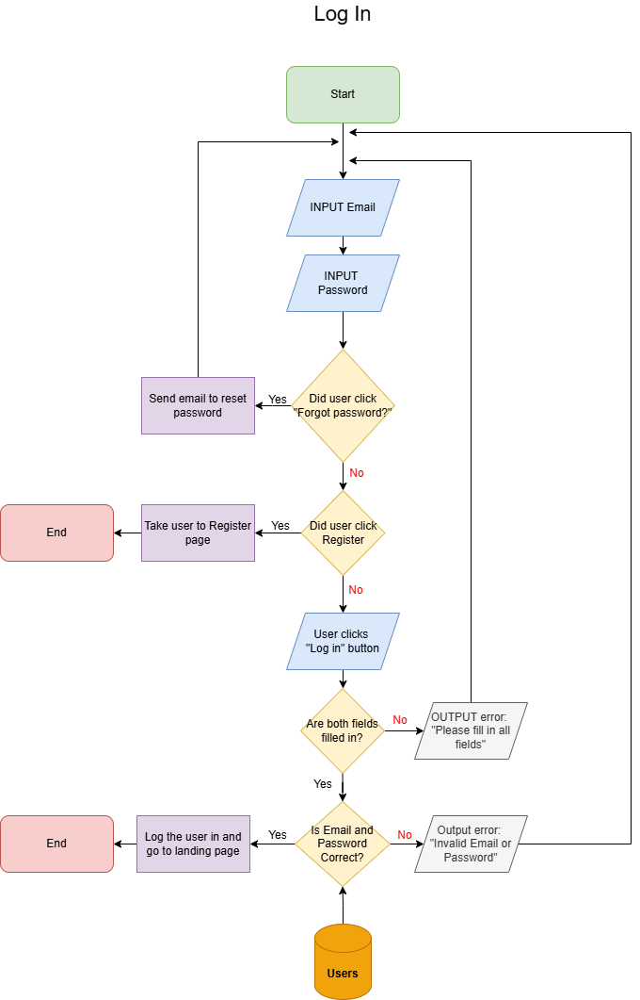 Log In
Start
INPUT Email
INPUT
Password
Did user click
"Forgot password?"
Yes
Send email to reset
password
No
Did user click
Register
Yes
Take user to Register
page
End
No
User clicks
"Log in" button
Are both fields
filled in?
No
OUTPUT error:
"Please fill in all
fields"
Yes
Is Email and
Password
Correct?
Yes
Log the user in and
go to landing page
End
No
Output error:
"Invalid Email or
Password"
Users